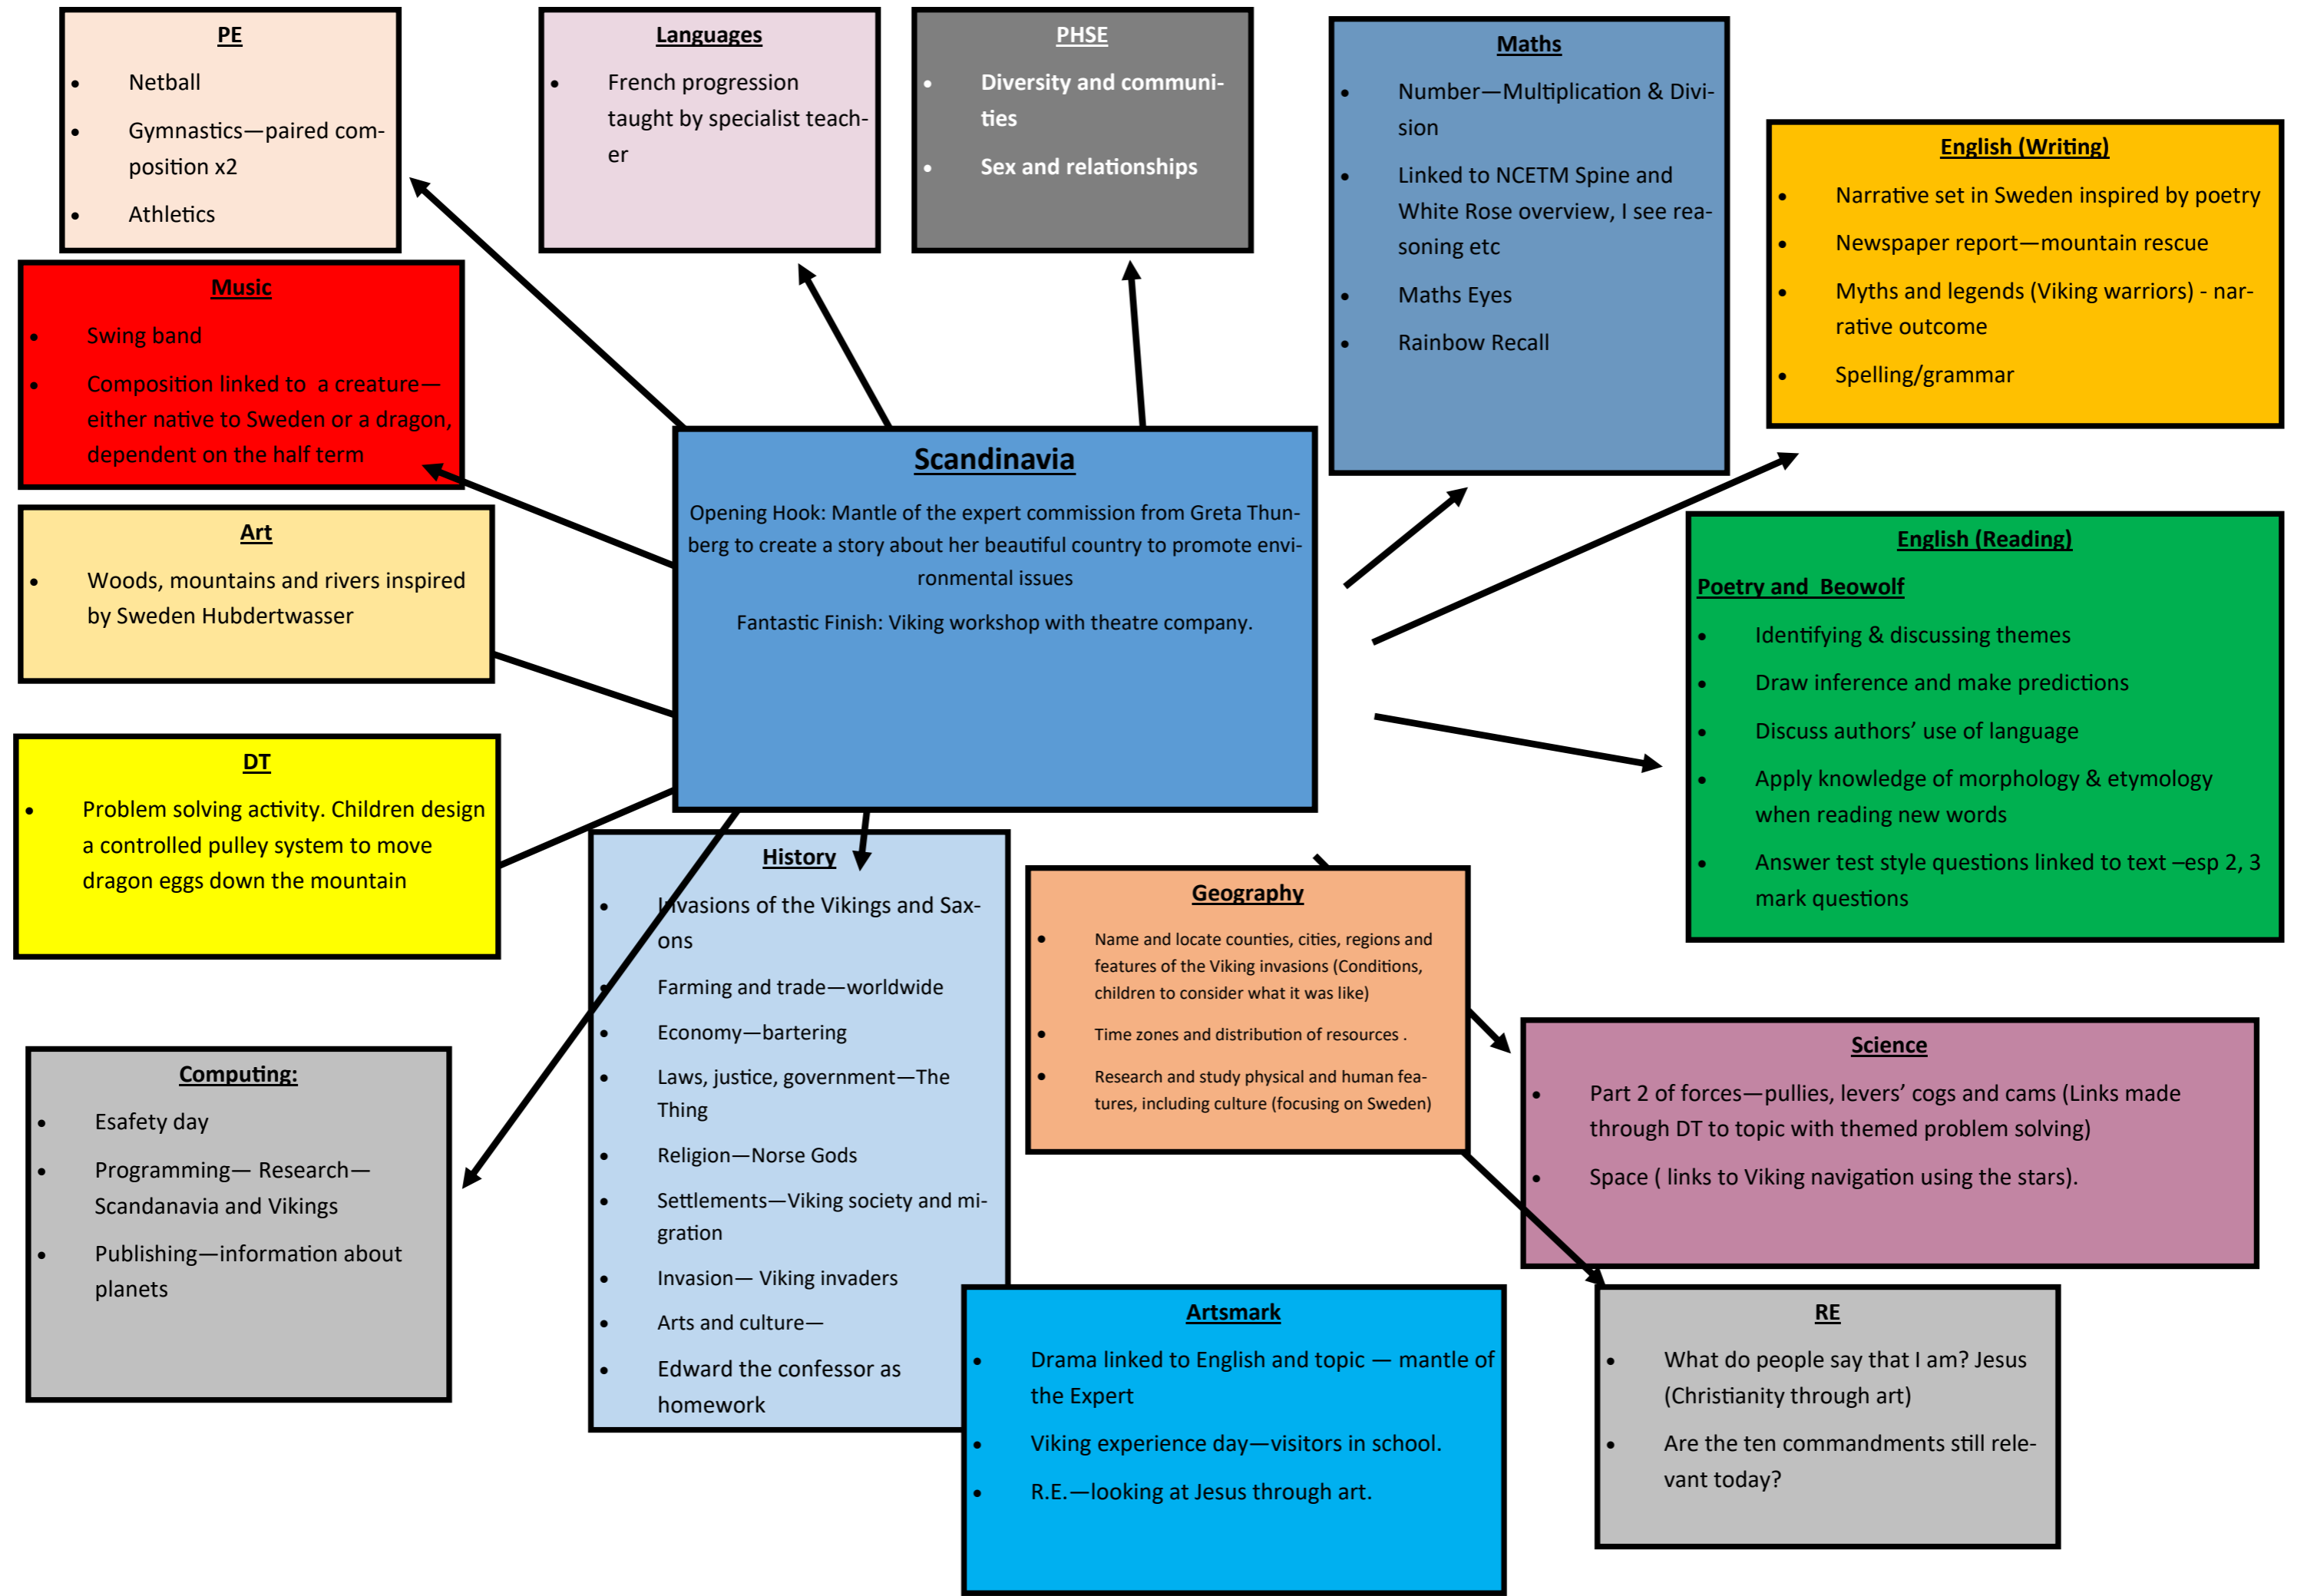 PE
• Netball
• Gymnastics—paired com-
position x2
• Athletics
Languages
• French progression
taught by specialist teach-
er
PHSE
• Diversity and communi-
ties
• Sex and relationships
Maths
• Number—Multiplication & Divi-
sion
• Linked to NCETM Spine and
White Rose overview, I see rea-
soning etc
• Maths Eyes
• Rainbow Recall
English (Writing)
• Narrative set in Sweden inspired by poetry
• Newspaper report—mountain rescue
• Myths and legends (Viking warriors) - nar-
rative outcome
• Spelling/grammar
Music
• Swing band
• Composition linked to  a creature—
either native to Sweden or a dragon,
dependent on the half term
Scandinavia
Opening Hook: Mantle of the expert commission from Greta Thun-
berg to create a story about her beautiful country to promote envi-
ronmental issues
Fantastic Finish: Viking workshop with theatre company.
Art
• Woods, mountains and rivers inspired
by Sweden Hubdertwasser
English (Reading)
Poetry and  Beowolf
• Identifying & discussing themes
• Draw inference and make predictions
• Discuss authors’ use of language
• Apply knowledge of morphology & etymology
when reading new words
• Answer test style questions linked to text –esp 2, 3
mark questions
DT
• Problem solving activity. Children design
a controlled pulley system to move
dragon eggs down the mountain
History
• Invasions of the Vikings and Sax-
ons
• Farming and trade—worldwide
• Economy—bartering
• Laws, justice, government—The
Thing
• Religion—Norse Gods
• Settlements—Viking society and mi-
gration
• Invasion— Viking invaders
• Arts and culture—
• Edward the confessor as
homework
Geography
• Name and locate counties, cities, regions and
features of the Viking invasions (Conditions,
children to consider what it was like)
• Time zones and distribution of resources .
• Research and study physical and human fea-
tures, including culture (focusing on Sweden)
Science
• Part 2 of forces—pullies, levers’ cogs and cams (Links made
through DT to topic with themed problem solving)
• Space ( links to Viking navigation using the stars).
Computing:
• Esafety day
• Programming— Research—
Scandanavia and Vikings
• Publishing—information about
planets
Artsmark
• Drama linked to English and topic — mantle of
the Expert
• Viking experience day—visitors in school.
• R.E.—looking at Jesus through art.
RE
• What do people say that I am? Jesus
(Christianity through art)
• Are the ten commandments still rele-
vant today?